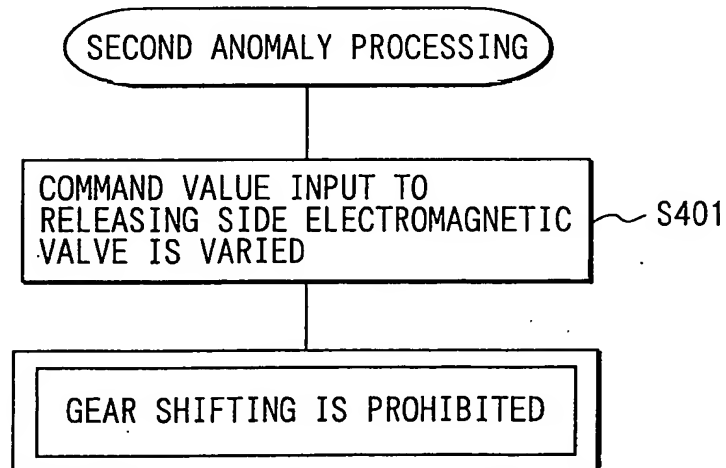 SECOND ANOMALY PROCESSING
COMMAND VALUE INPUT TO
RELEASING SIDE ELECTROMAGNETIC
VALVE IS VARIED
S401
GEAR SHIFTING IS PROHIBITED